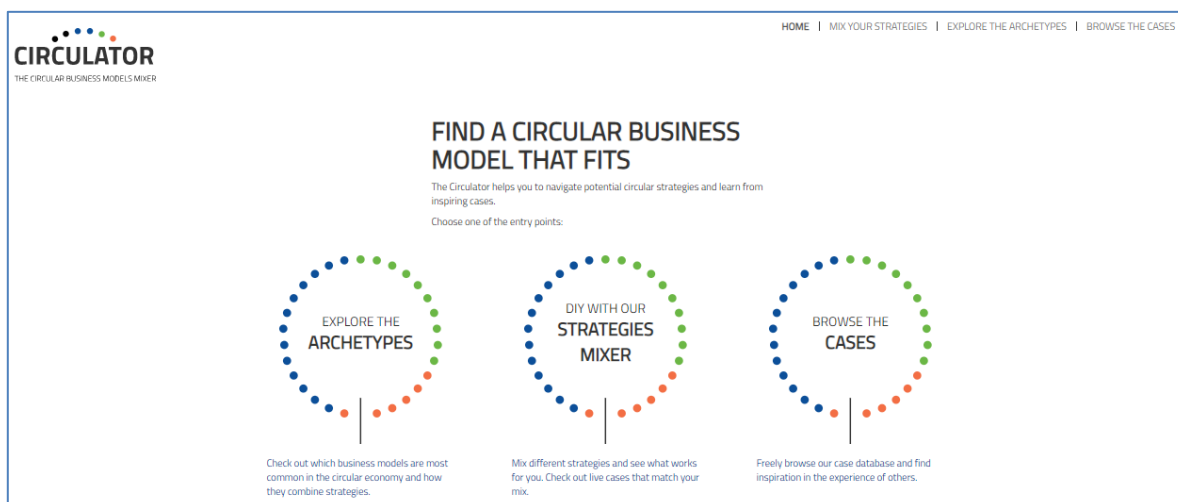 HOME | MIX YOUR STRATEGIES | EXPLORE THE ARCHETYPES | BROWSE THE CASES
CIRCULATOR
THE CIRCULAR BUSINESS MODELS MIXER
FIND A CIRCULAR BUSINESS
MODEL THAT FITS
The Circulator helps you to navigate potential circular strategies and learn from
inspiring cases.
Choose one of the entry points:
EXPLORE THE
ARCHETYPES
Check out which business models are most
common in the circular economy and how
they combine strategies.
DIY WITH OUR
STRATEGIES
MIXER
Mix different strategies and see what works
for you. Check out live cases that match your
mix.
BROWSE THE
CASES
Freely browse our case database and find
inspiration in the experience of others.